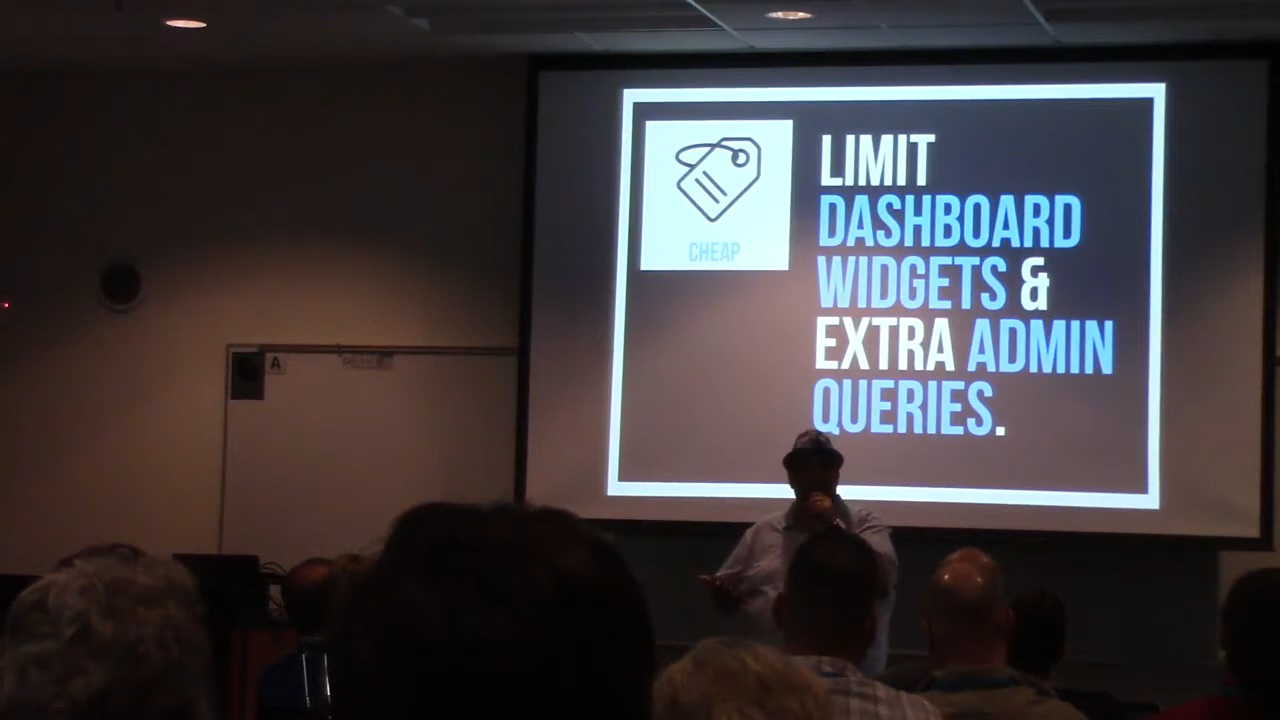 CHEAP
LIMIT
DASHBOARD
WIDGETS &
EXTRA ADMIN
QUERIES.
A